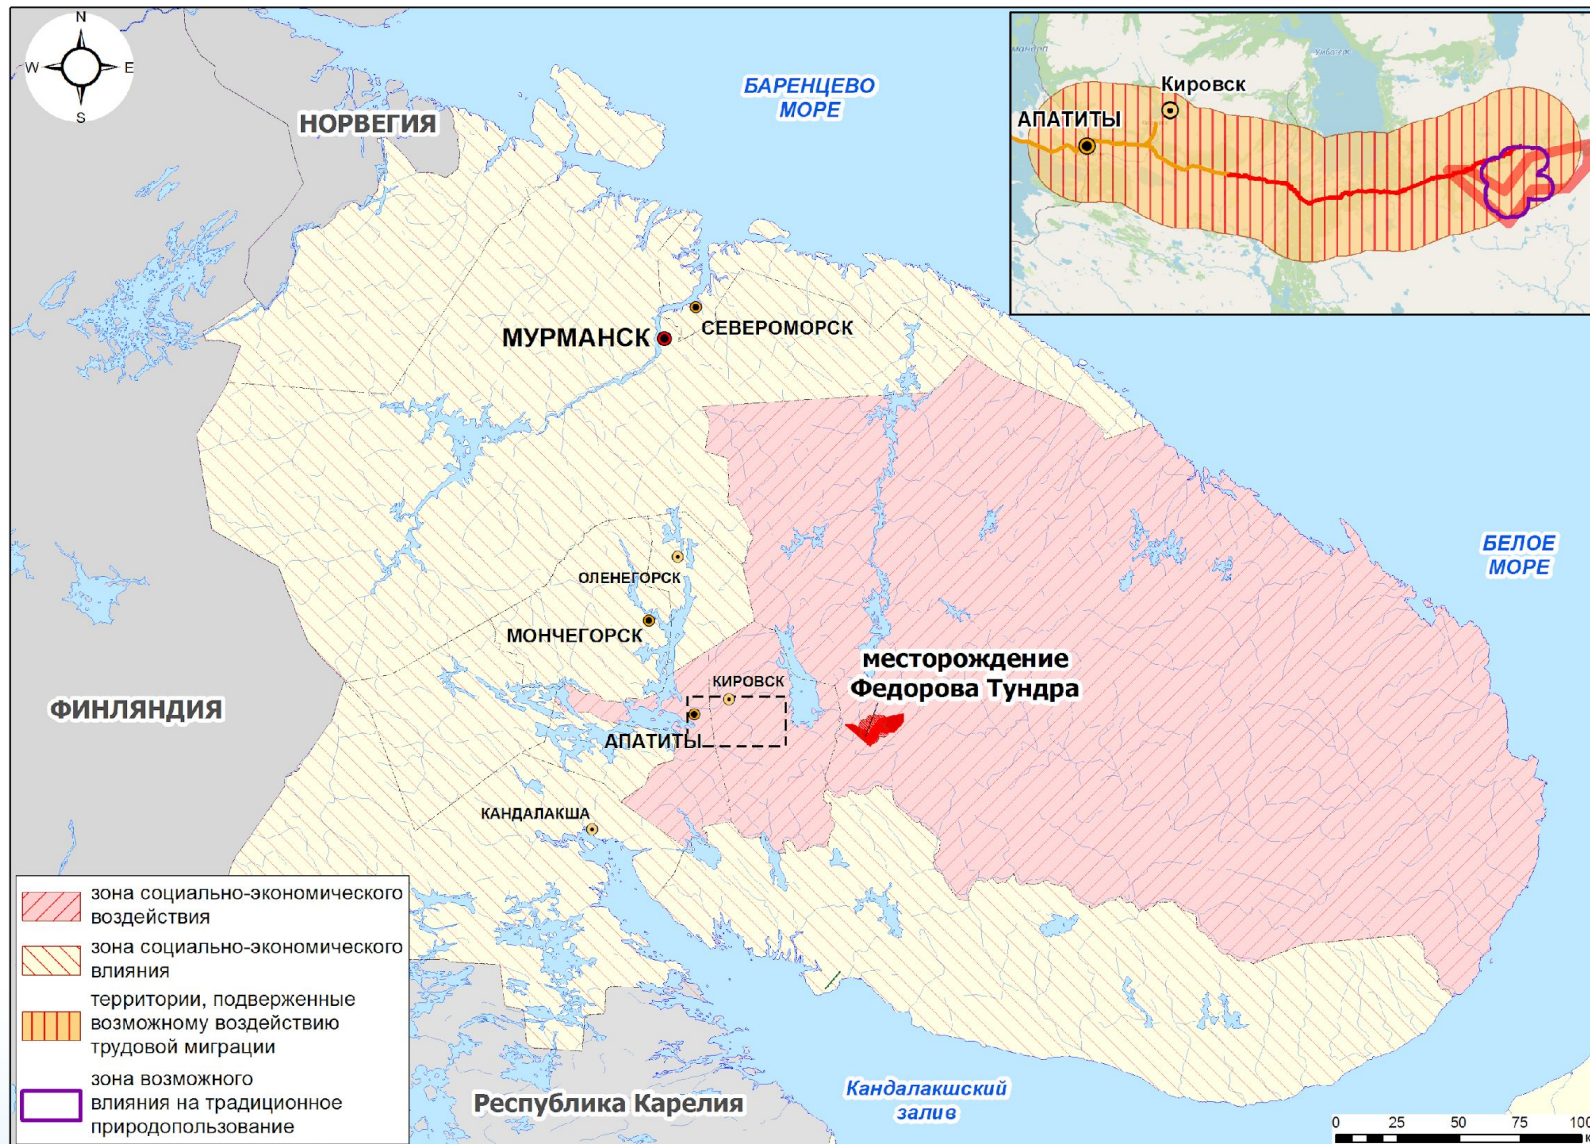 N
W
E
S
НОРВЕГИЯ
БАРЕНЦЕВО
МОРЕ
Кировск
АПАТИТЫ
МУРМАНСК
СЕВЕРОМОРСК
БЕЛОЕ
МОРЕ
ОЛЕНЕГОРСК
МОНЧЕГОРСК
месторождение
Федорова Тундра
КИРОВСК
ФИНЛЯНДИЯ
АПАТИТЫ
КАНДАЛАКША
зона социально-экономического
воздействия
зона социально-экономического
влияния
территории, подверженные
возможному воздействию
трудовой миграции
зона возможного
влияния на традиционное
природопользование
Республика Карелия
Кандалакшский
залив
0 25 50 75 100